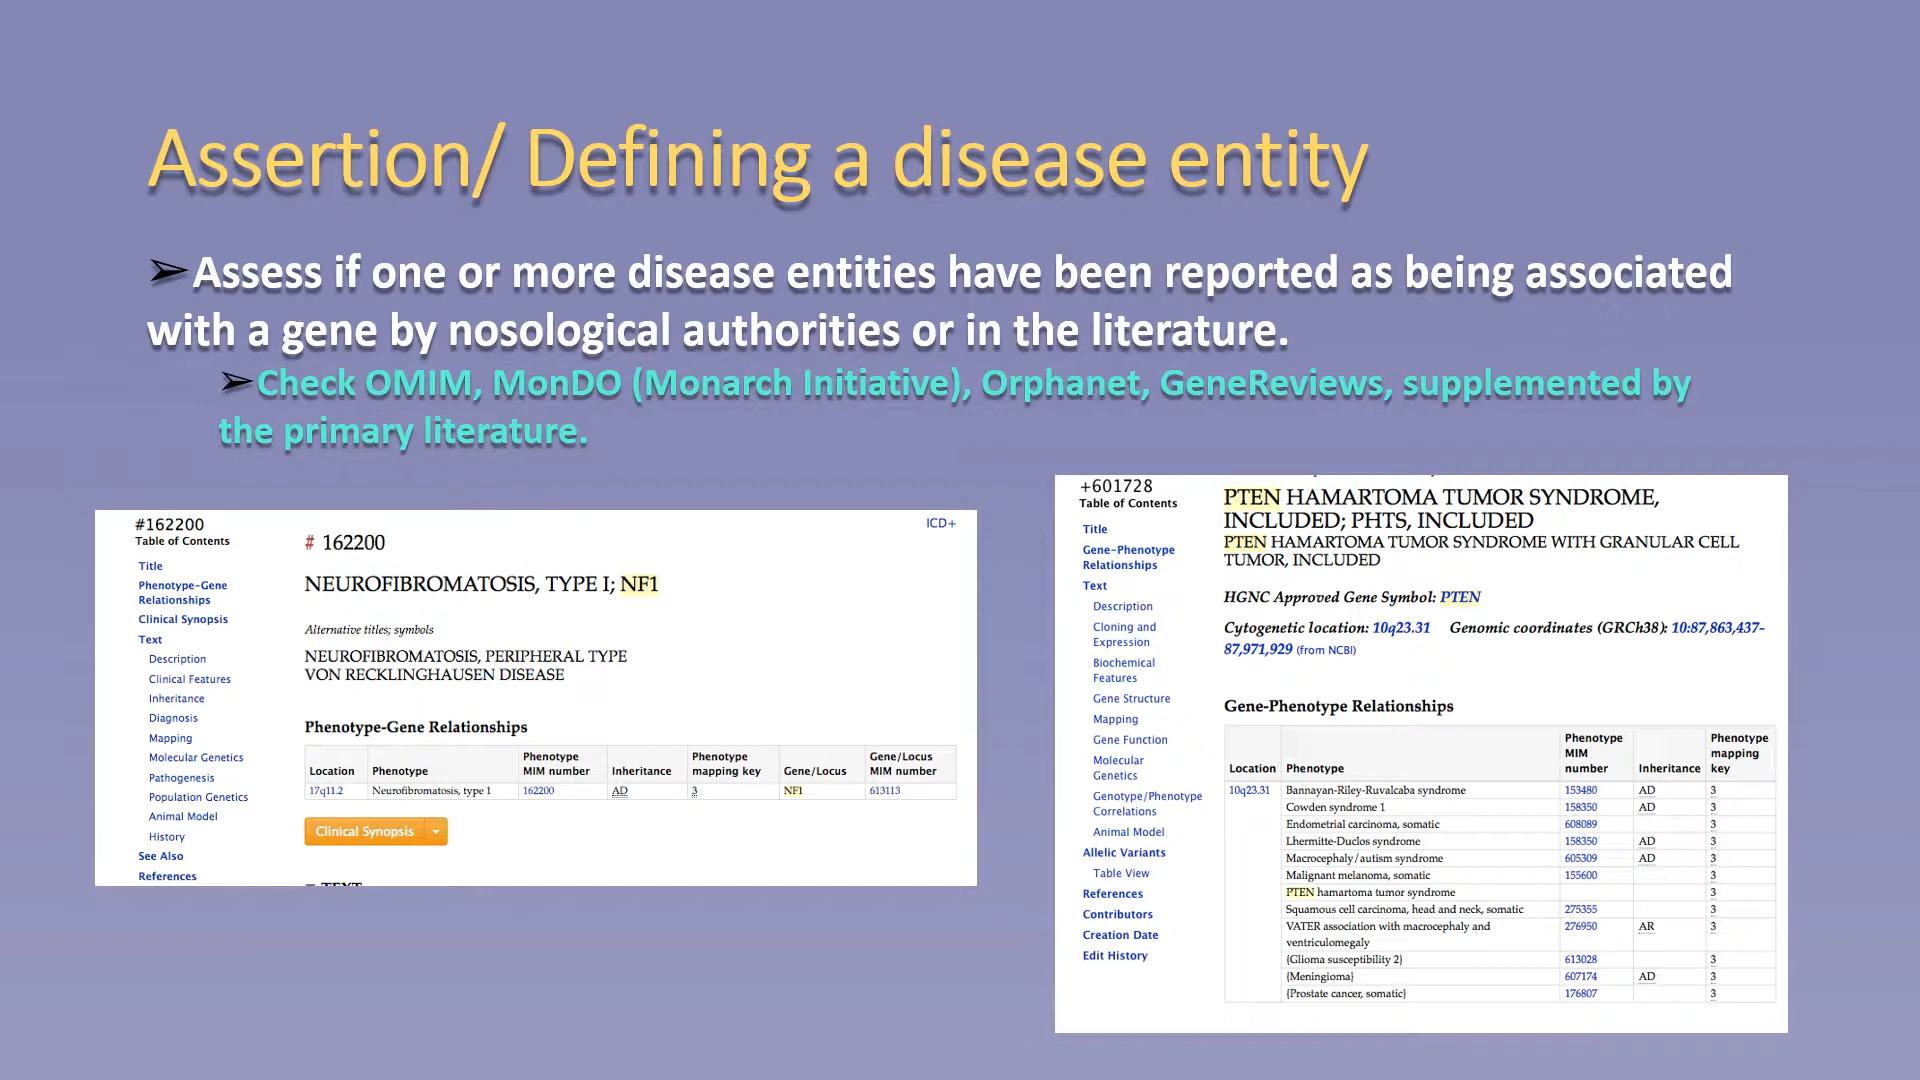 Assertion/ Defining a disease entity
➢Assess if one or more disease entities have been reported as being associated
with a gene by nosological authorities or in the literature.
➢Check OMIM, MonDO (Monarch Initiative), Orphanet, GeneReviews, supplemented by
the primary literature.
#162200
Table of Contents
Title
Phenotype-Gene
Relationships
Clinical Synopsis
Text
Description
Clinical Features
Inheritance
Diagnosis
Mapping
Molecular Genetics
Pathogenesis
Population Genetics
Animal Model
History
See Also
References
ICD+
# 162200
NEUROFIBROMATOSIS, TYPE I; NF1
Alternative titles; symbols
NEUROFIBROMATOSIS, PERIPHERAL TYPE
VON RECKLINGHAUSEN DISEASE
Phenotype-Gene Relationships
Location Phenotype Phenotype MIM number Inheritance Phenotype mapping key Gene/Locus Gene/Locus MIM number
17q11.2 Neurofibromatosis, type 1 162200 AD 3 NF1 613113
Clinical Synopsis
+601728
Table of Contents
Title
Gene-Phenotype
Relationships
Text
Description
Cloning and
Expression
Biochemical
Features
Gene Structure
Mapping
Gene Function
Molecular
Genetics
Genotype/Phenotype
Correlations
Animal Model
Allelic Variants
Table View
References
Contributors
Creation Date
Edit History
PTEN HAMARTOMA TUMOR SYNDROME,
INCLUDED; PHTS, INCLUDED
PTEN HAMARTOMA TUMOR SYNDROME WITH GRANULAR CELL
TUMOR, INCLUDED
HGNC Approved Gene Symbol: PTEN
Cytogenetic location: 10q23.31 Genomic coordinates (GRCh38): 10:87,863,437-
87,971,929 (from NCBI)
Gene-Phenotype Relationships
Location Phenotype Phenotype MIM number Inheritance Phenotype mapping key
10q23.31 Bannayan-Riley-Ruvalcaba syndrome 153480 AD 3
Cowden syndrome 1 158350 AD 3
Endometrial carcinoma, somatic 608089 3
Lhermitte-Duclos syndrome 158350 AD 3
Macrocephaly/autism syndrome 605309 AD 3
Malignant melanoma, somatic 155600 3
PTEN hamartoma tumor syndrome 3
Squamous cell carcinoma, head and neck, somatic 275355 3
VATER association with macrocephaly and 276950 AR 3
ventriculomegaly
{Glioma susceptibility 2} 613028 3
{Meningioma} 607174 AD 3
{Prostate cancer, somatic} 176807 3